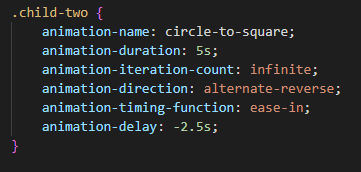 .child-two {
    animation-name: circle-to-square;
    animation-duration: 5s;
    animation-iteration-count: infinite;
    animation-direction: alternate-reverse;
    animation-timing-function: ease-in;
    animation-delay: -2.5s;
}